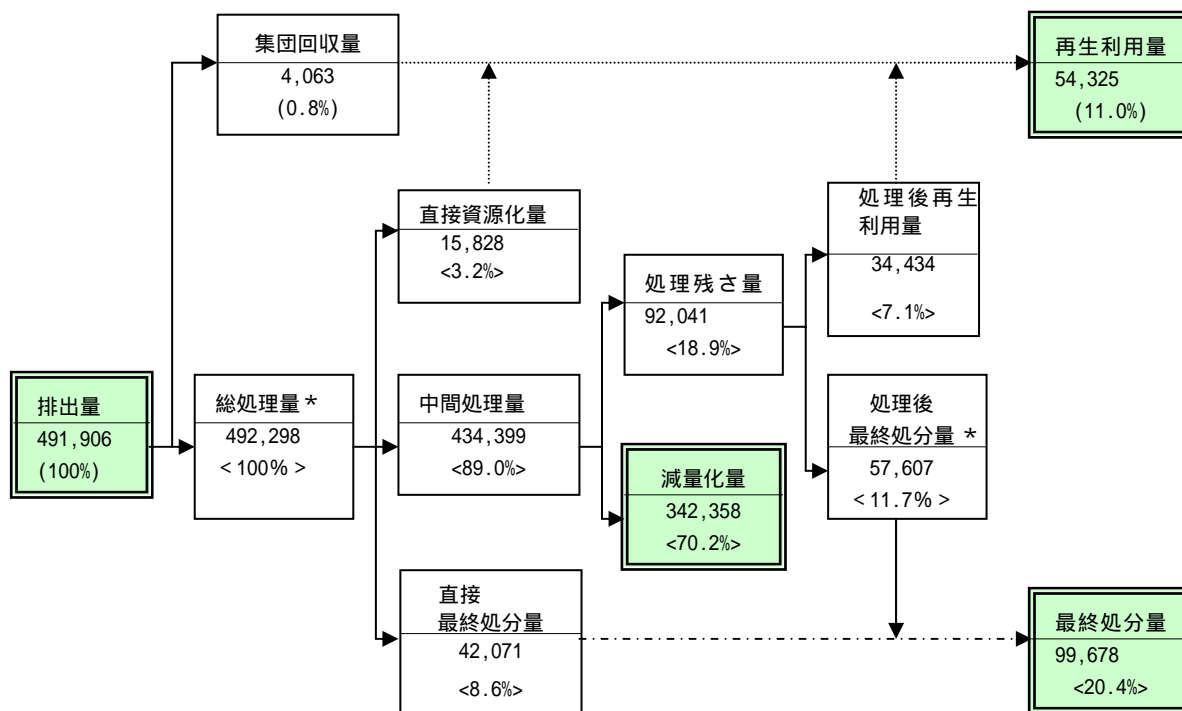 集団回収量
4,063
(0.8%)
再生利用量
54,325
(11.0%)
直接資源化量
15,828
<3.2%>
処理後再生
利用量
34,434
<7.1%>
処理残さ量
92,041
<18.9%>
排出量
491,906
(100%)
総処理量*
492,298
<100%>
中間処理量
434,399
<89.0%>
処理後
最終処分量*
57,607
<11.7%>
減量化量
342,358
<70.2%>
直接
最終処分量
42,071
<8.6%>
最終処分量
99,678
<20.4%>